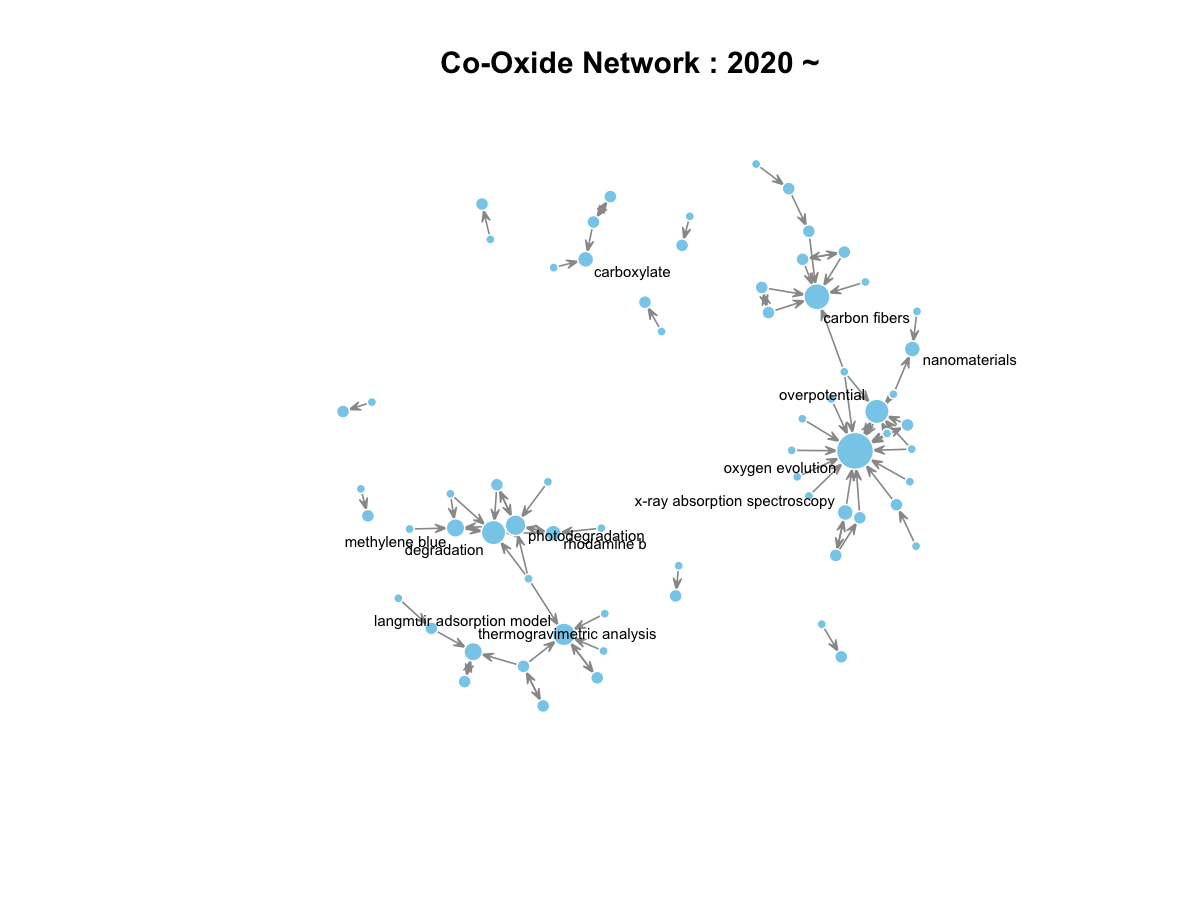 Co-Oxide Network : 2020 ~
carboxylate
carbon fibers
nanomaterials
overpotential
oxygen evolution
x-ray absorption spectroscopy
photodegradation
methylene blue
rhodamine b
degradation
langmuir adsorption model
thermogravimetric analysis